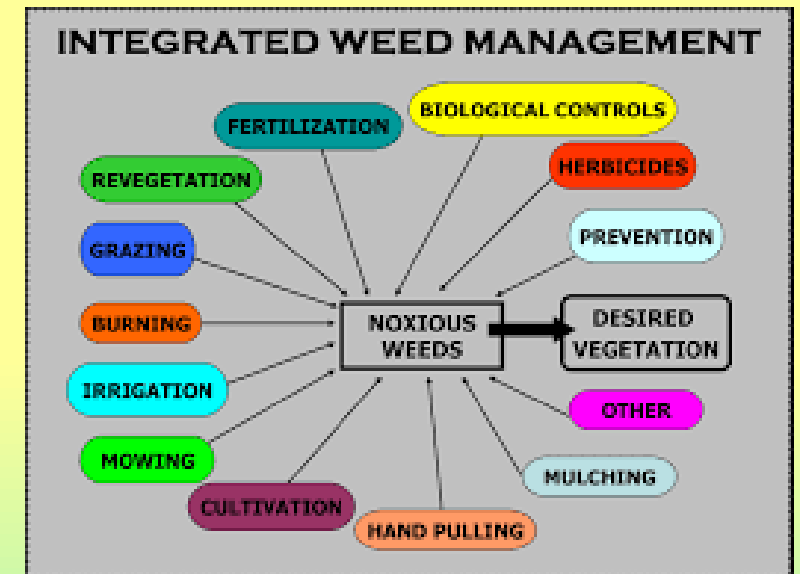 INTEGRATED WEED MANAGEMENT
BIOLOGICAL CONTROLS
FERTILIZATION
HERBICIDES
REVEGETATION
PREVENTION
GRAZING
NOXIOUS
WEEDS
DESIRED
VEGETATION
BURNING
IRRIGATION
OTHER
MOWING
MULCHING
CULTIVATION
HAND PULLING